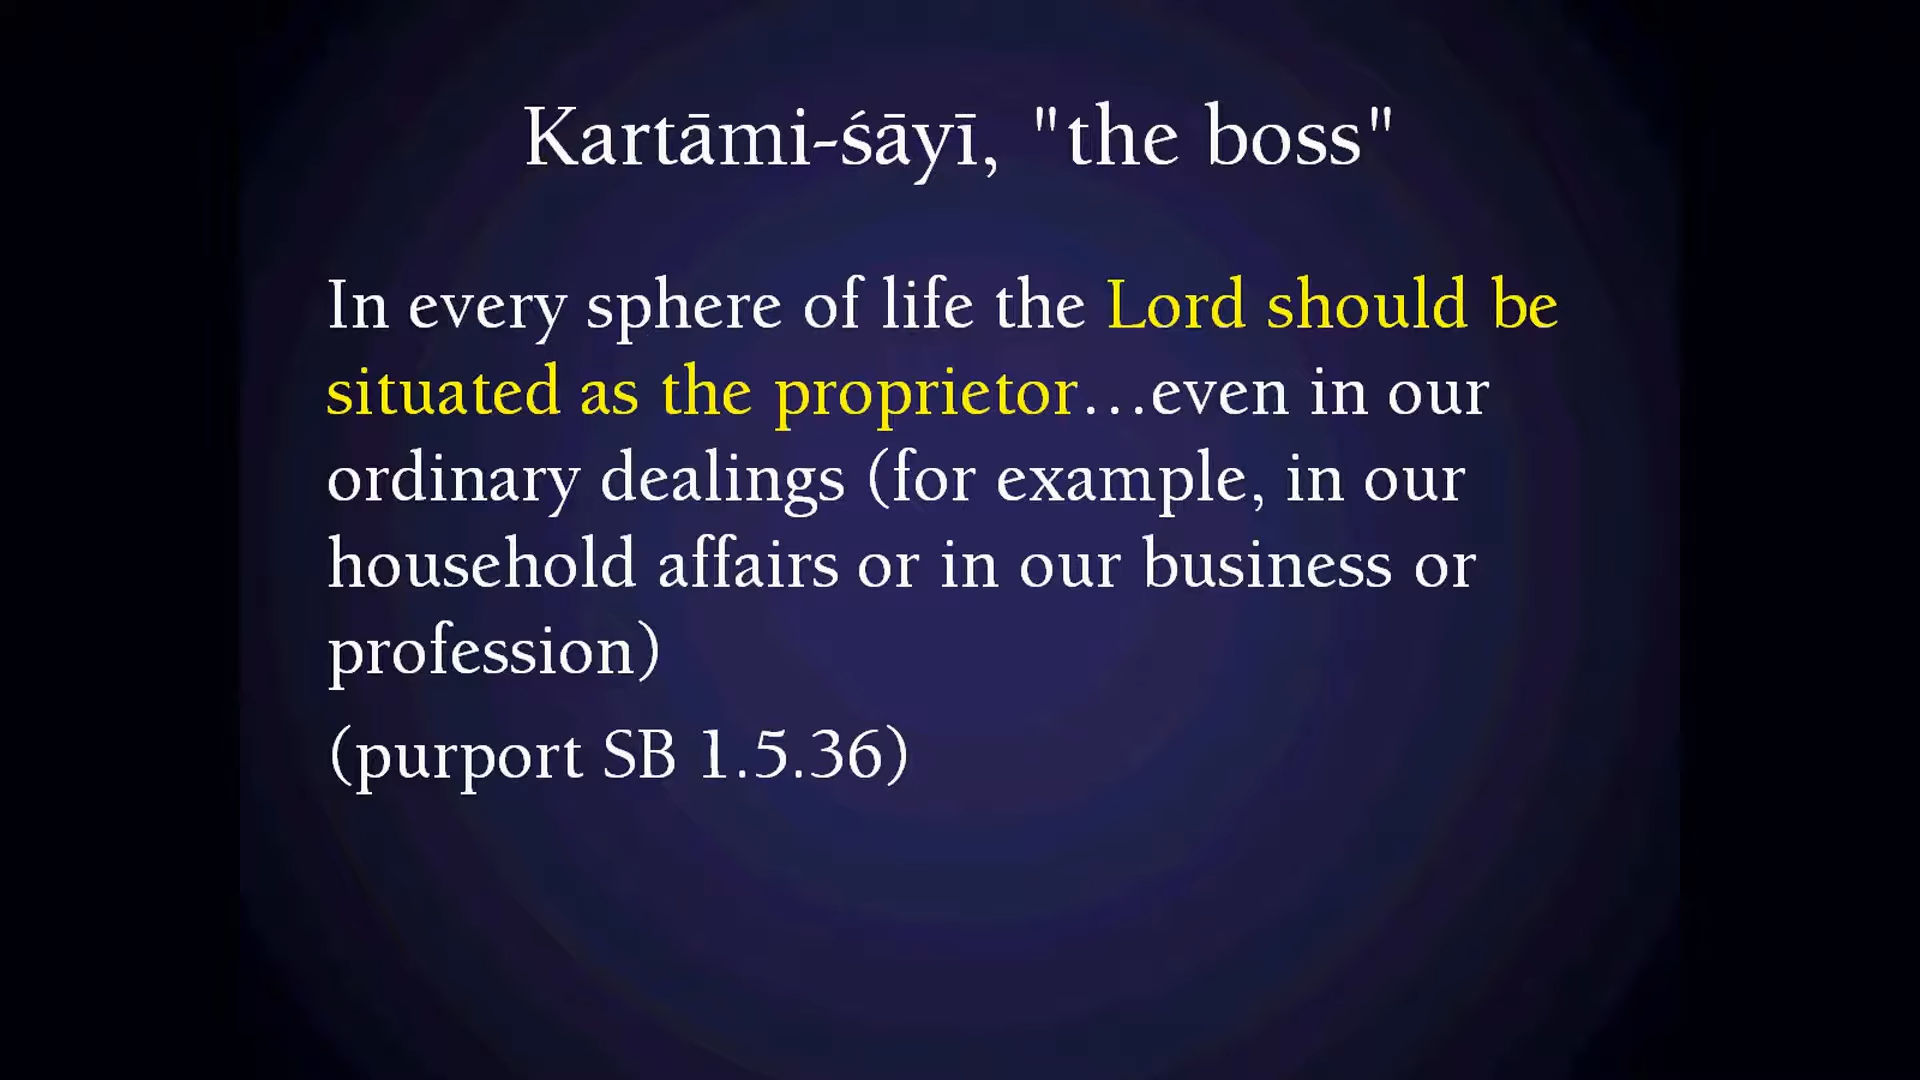 Kartāmi-śāyī, "the boss"
In every sphere of life the Lord should be
situated as the proprietor...even in our
ordinary dealings (for example, in our
household affairs or in our business or
profession)
(purport SB 1.5.36)